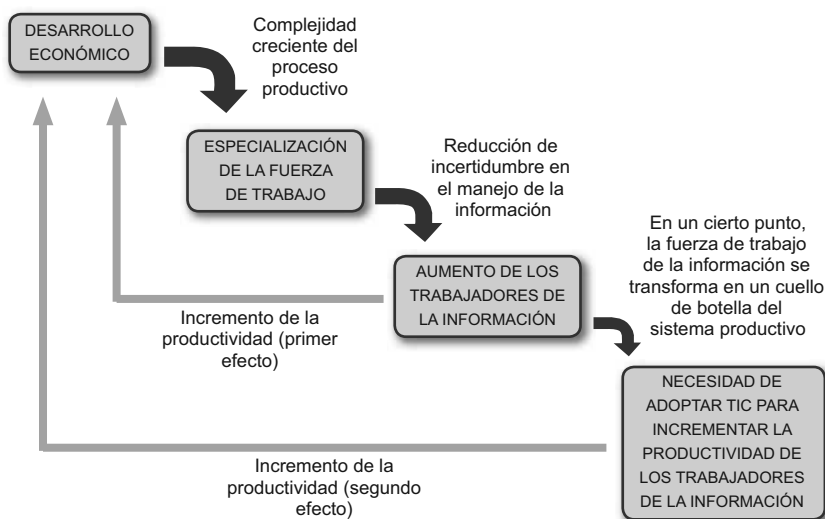 DESARROLLO
ECONÓMICO
Complejidad
creciente del
proceso
productivo
ESPECIALIZACIÓN
DE LA FUERZA
DE TRABAJO
Reducción de
incertidumbre en
el manejo de la
información
AUMENTO DE LOS
TRABAJADORES DE
LA INFORMACIÓN
En un cierto punto,
la fuerza de trabajo
de la información se
transforma en un cuello
de botella del
sistema productivo
Incremento de la
productividad (primer
efecto)
NECESIDAD DE
ADOPTAR TIC PARA
INCREMENTAR LA
PRODUCTIVIDAD DE
LOS TRABAJADORES
DE LA INFORMACIÓN
Incremento de la
productividad (segundo
efecto)